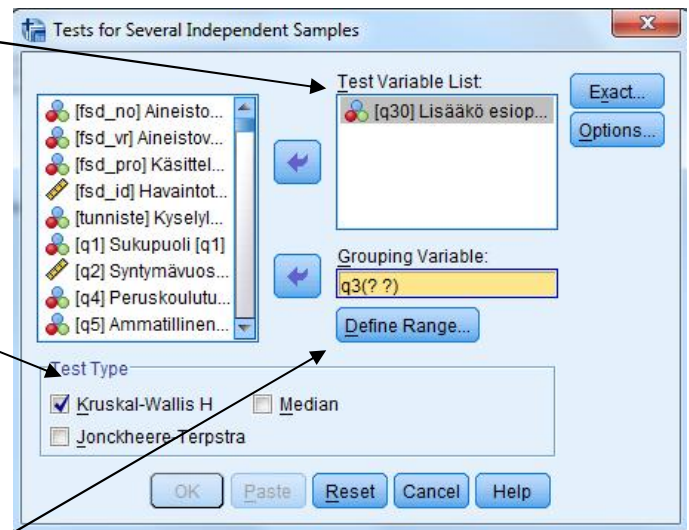 Tests for Several Independent Samples
[fsd_no] Aineisto...
[fsd_vr] Aineistov...
[fsd_pro] Käsittel...
[fsd_id] Havaintot...
[tunniste] Kyselyl...
[q1] Sukupuoli [q1]
[q2] Syntymävuos...
[q4] Peruskoulutu...
[q5] Ammatillinen...
Test Variable List:
[q30] Lisääkö esiop...
Exact...
Options...
Grouping Variable:
q3(? ?)
Define Range...
Test Type
Kruskal-Wallis H Median
Jonckheere-Terpstra
OK Paste Reset Cancel Help